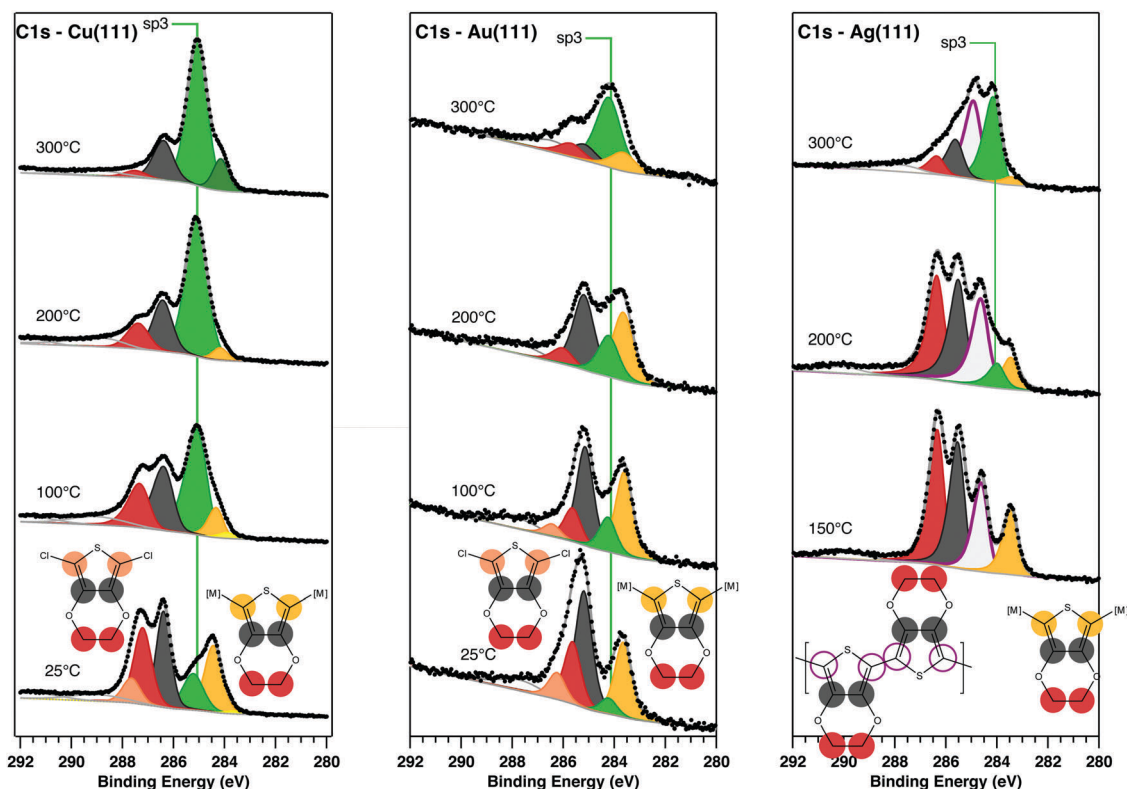 C1s - Cu(111)
sp3
300°C
200°C
100°C
Cl
S
Cl
O
O
[M]
S
[M]
O
O
25°C
292 290 288 286 284 282 280
Binding Energy (eV)
C1s - Au(111)
sp3
300°C
200°C
100°C
Cl
S
Cl
O
O
[M]
S
[M]
O
O
25°C
292 290 288 286 284 282 280
Binding Energy (eV)
C1s - Ag(111)
sp3
300°C
200°C
150°C
O
O
S
S
O
O
[M]
S
[M]
O
O
292 290 288 286 284 282 280
Binding Energy (eV)